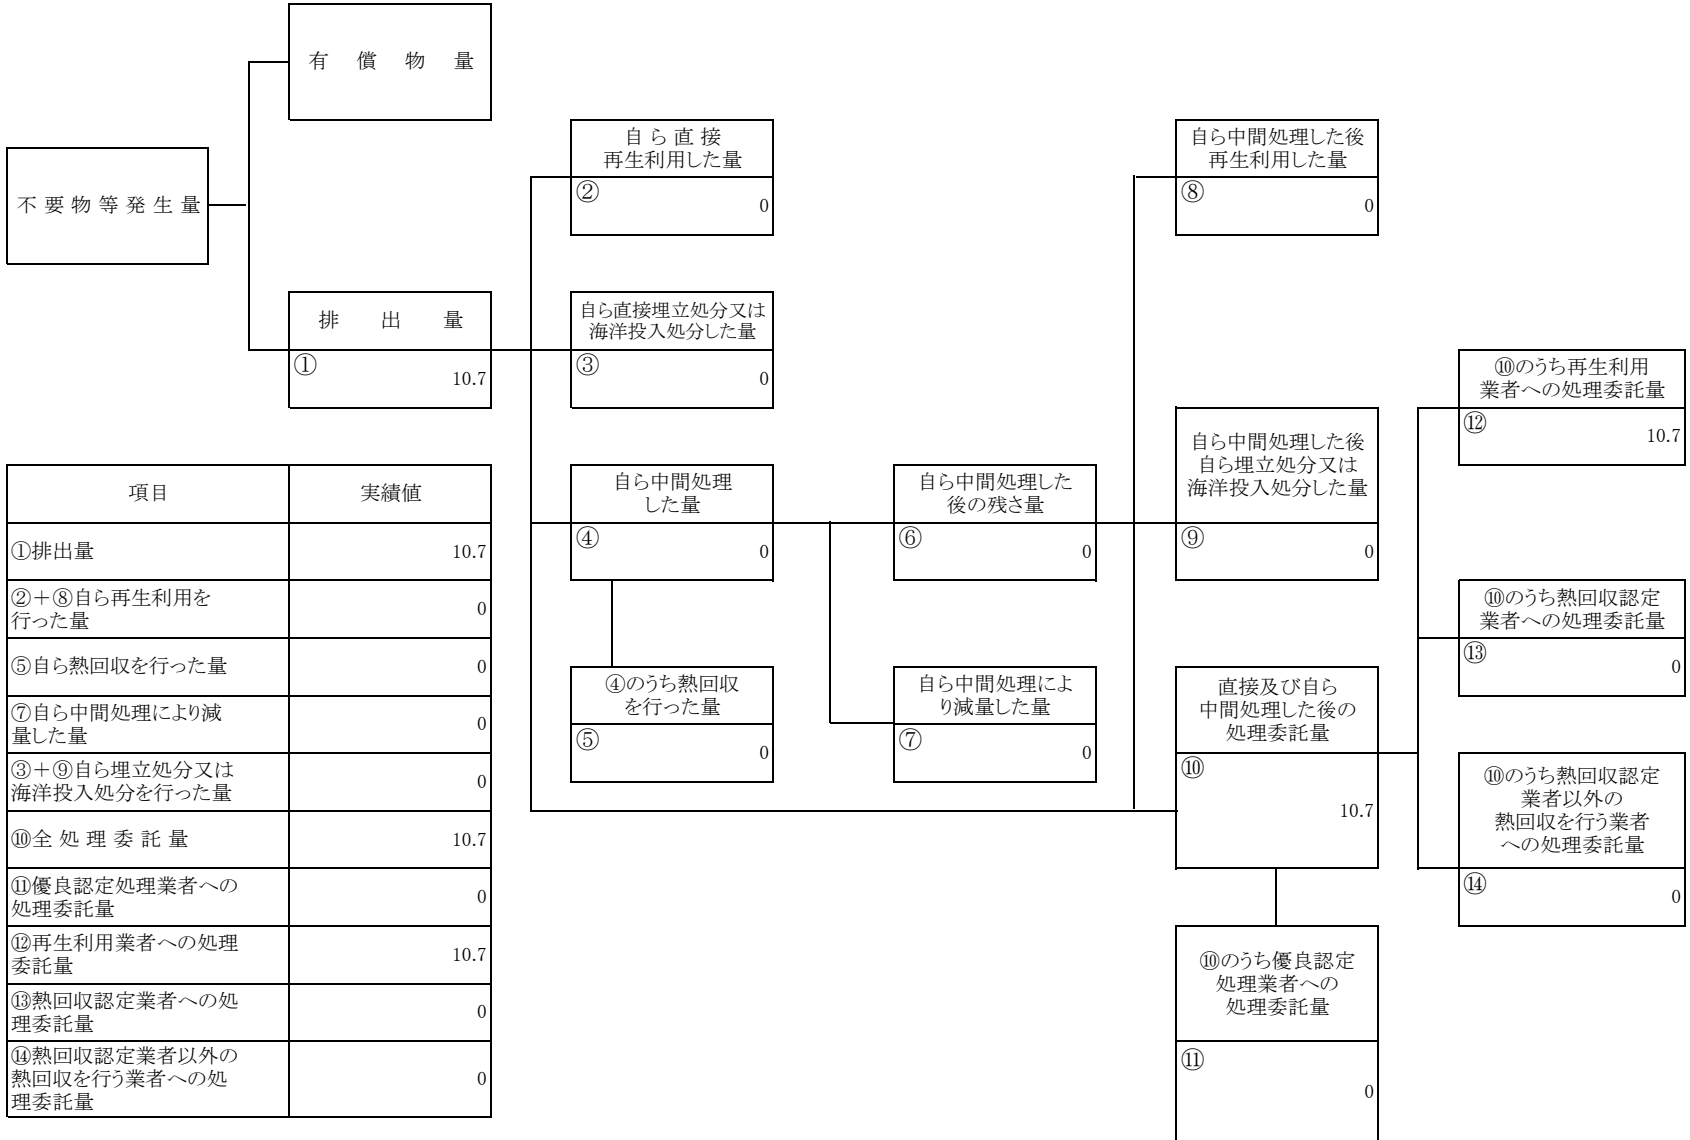 有償物量
不要物等発生量
排出量
①
10.7
自ら直接
再生利用した量
②
0
自ら直接埋立処分又は
海洋投入処分した量
③
0
自ら中間処理
した量
④
0
④のうち熱回収
を行った量
⑤
0
自ら中間処理した
後の残さ量
⑥
0
自ら中間処理によ
り減量した量
⑦
0
自ら中間処理した後
再生利用した量
⑧
0
自ら中間処理した後
自ら埋立処分又は
海洋投入処分した量
⑨
0
直接及び自ら
中間処理した後の
処理委託量
⑩
10.7
⑩のうち優良認定
処理業者への
処理委託量
⑪
0
⑩のうち再生利用
業者への処理委託量
⑫
10.7
⑩のうち熱回収認定
業者への処理委託量
⑬
0
⑩のうち熱回収認定
業者以外の
熱回収を行う業者
への処理委託量
⑭
0
項目 実績値
①排出量 10.7
②＋⑧自ら再生利用を
行った量
0
⑤自ら熱回収を行った量 0
⑦自ら中間処理により減
量した量
0
③＋⑨自ら埋立処分又は
海洋投入処分を行った量
0
⑩全処理委託量 10.7
⑪優良認定処理業者への
処理委託量
0
⑫再生利用業者への処理
委託量
10.7
⑬熱回収認定業者への処
理委託量
0
⑭熱回収認定業者以外の
熱回収を行う業者への処
理委託量
0